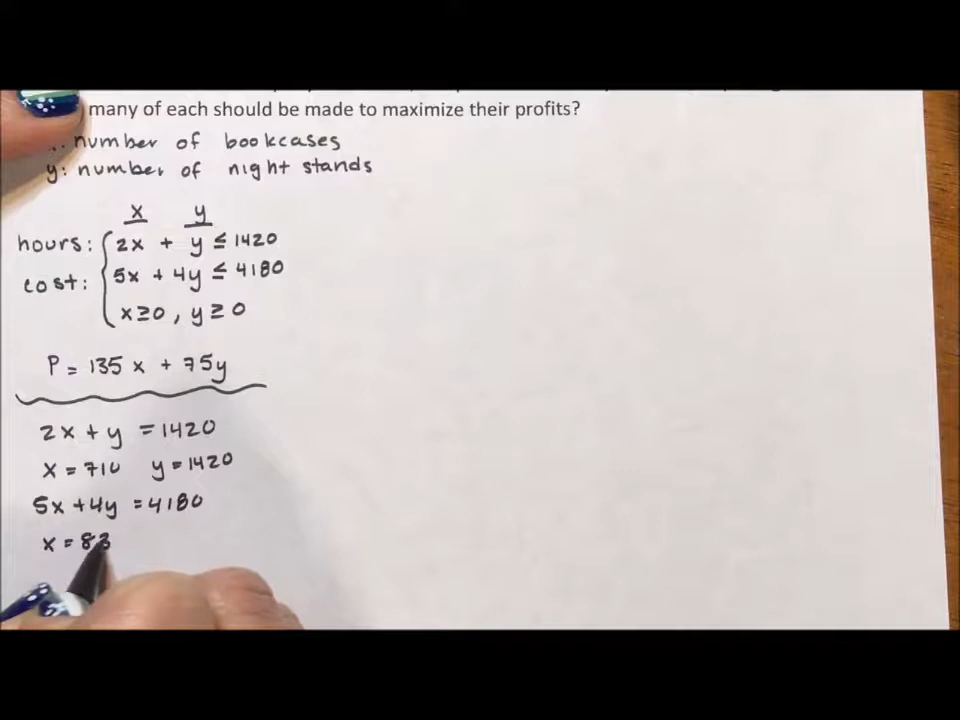 many of each should be made to maximize their profits?
: number of bookcases
y: number of night stands
x y
hours: 2x + y ≤ 1420
cost: 5x + 4y ≤ 4180
x ≥ 0 , y ≥ 0
P = 135 x + 75y
2x + y = 1420
x = 710 y = 1420
5x + 4y = 4180
x = 83